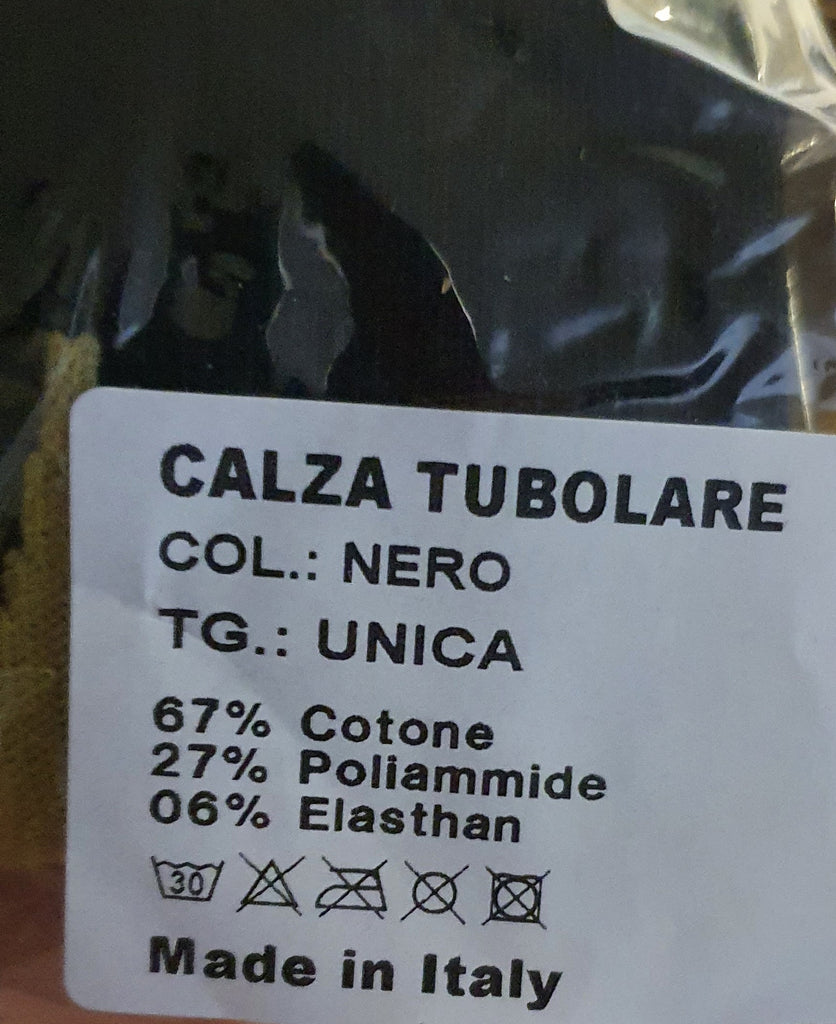 CALZA TUBOLARE
COL.: NERO
TG.: UNICA
67% Cotone
27% Poliammide
06% Elasthan
30
Made in Italy